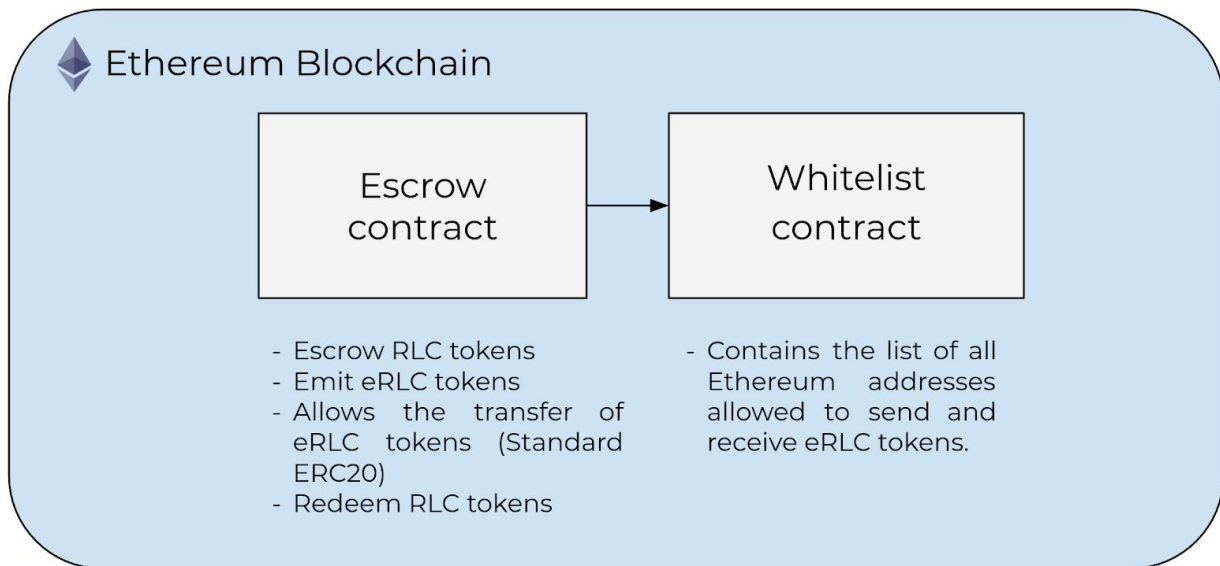 Ethereum Blockchain
Escrow
contract
Whitelist
contract
- Escrow RLC tokens
- Emit eRLC tokens
- Allows the transfer of
eRLC tokens (Standard
ERC20)
- Redeem RLC tokens
- Contains the list of all
Ethereum addresses
allowed to send and
receive eRLC tokens.